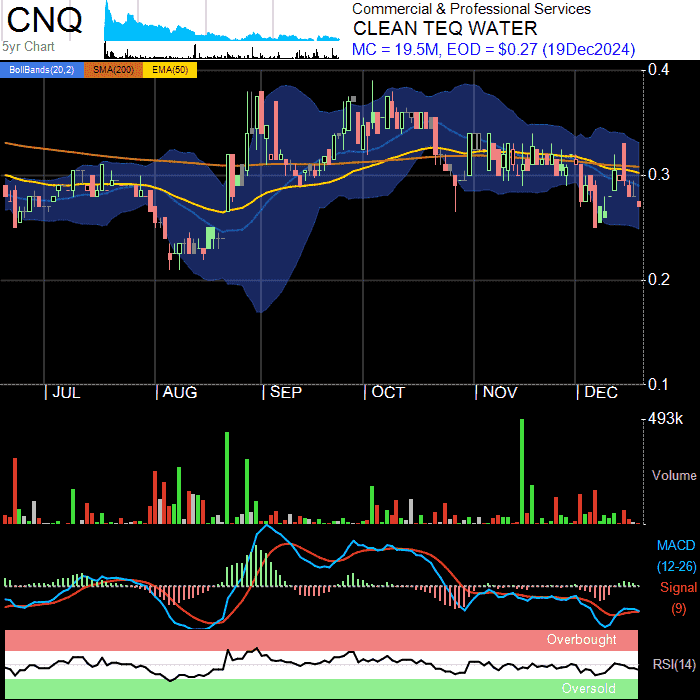 CNQ
5yr Chart
Commercial & Professional Services
CLEAN TEQ WATER
MC = 19.5M, EOD = $0.27 (19Dec2024)
BollBands(20,2) SMA(200) EMA(50)
0.4
0.3
0.2
0.1
JUL AUG SEP OCT NOV DEC
493k
Volume
MACD
(12-26)
Signal
(9)
Overbought
RSI(14)
Oversold